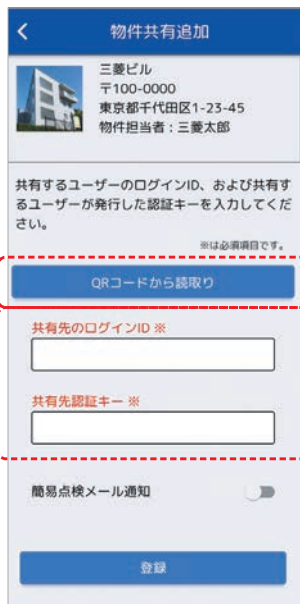 物件共有追加
三菱ビル
〒100-0000
東京都千代田区1-23-45
物件担当者：三菱太郎
共有するユーザーのログインID、および共有す
るユーザーが発行した認証キーを入力してくだ
さい。
※は必須項目です。
QRコードから読取り
共有先のログインID ※
共有先認証キー ※
簡易点検メール通知
登録